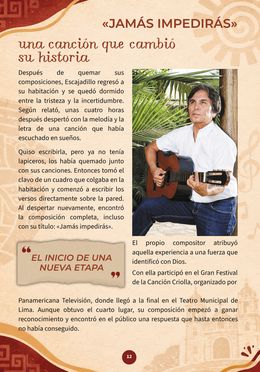 «JAMÁS IMPEDIRÁS»
una canción que cambió
su historia
Después de quemar sus
composiciones, Escajadillo regresó a
su habitación y se quedó dormido
entre la tristeza y la incertidumbre.
Según relató, unas cuatro horas
después despertó con la melodía y la
letra de una canción que había
escuchado en sueños.
Quiso escribirla, pero ya no tenía
lapiceros, los había quemado junto
con sus canciones. Entonces tomó el
clavo de un cuadro que colgaba en la
habitación y comenzó a escribir los
versos directamente sobre la pared.
Al despertar nuevamente, encontró
la composición completa, incluso
con su título: «Jamás impedirás».
EL INICIO DE UNA
NUEVA ETAPA
El propio compositor atribuyó
aquella experiencia a una fuerza que
identificó con Dios.
Con ella participó en el Gran Festival
de la Canción Criolla, organizado por
Panamericana Televisión, donde llegó a la final en el Teatro Municipal de
Lima. Aunque obtuvo el cuarto lugar, su composición empezó a ganar
reconocimiento y encontró en el público una respuesta que hasta entonces
no había conseguido.
12